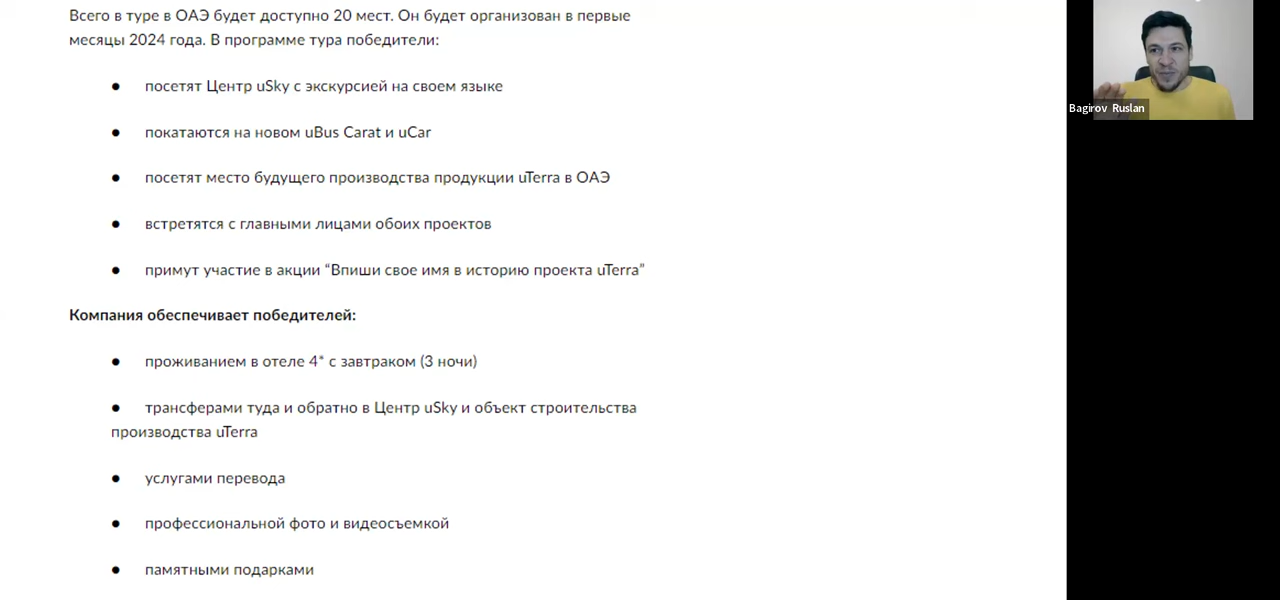 Всего в туре в ОАЭ будет доступно 20 мест. Он будет организован в первые
месяцы 2024 года. В программе тура победители:
● посетят Центр uSky с экскурсией на своем языке
● покатаются на новом uBus Carat и uCar
● посетят место будущего производства продукции uTerra в ОАЭ
● встретятся с главными лицами обоих проектов
● примут участие в акции “Впиши свое имя в историю проекта uTerra”
Компания обеспечивает победителей:
● проживанием в отеле 4* с завтраком (3 ночи)
● трансферами туда и обратно в Центр uSky и объект строительства
производства uTerra
● услугами перевода
● профессиональной фото и видеосъемкой
● памятными подарками
Bagirov Ruslan